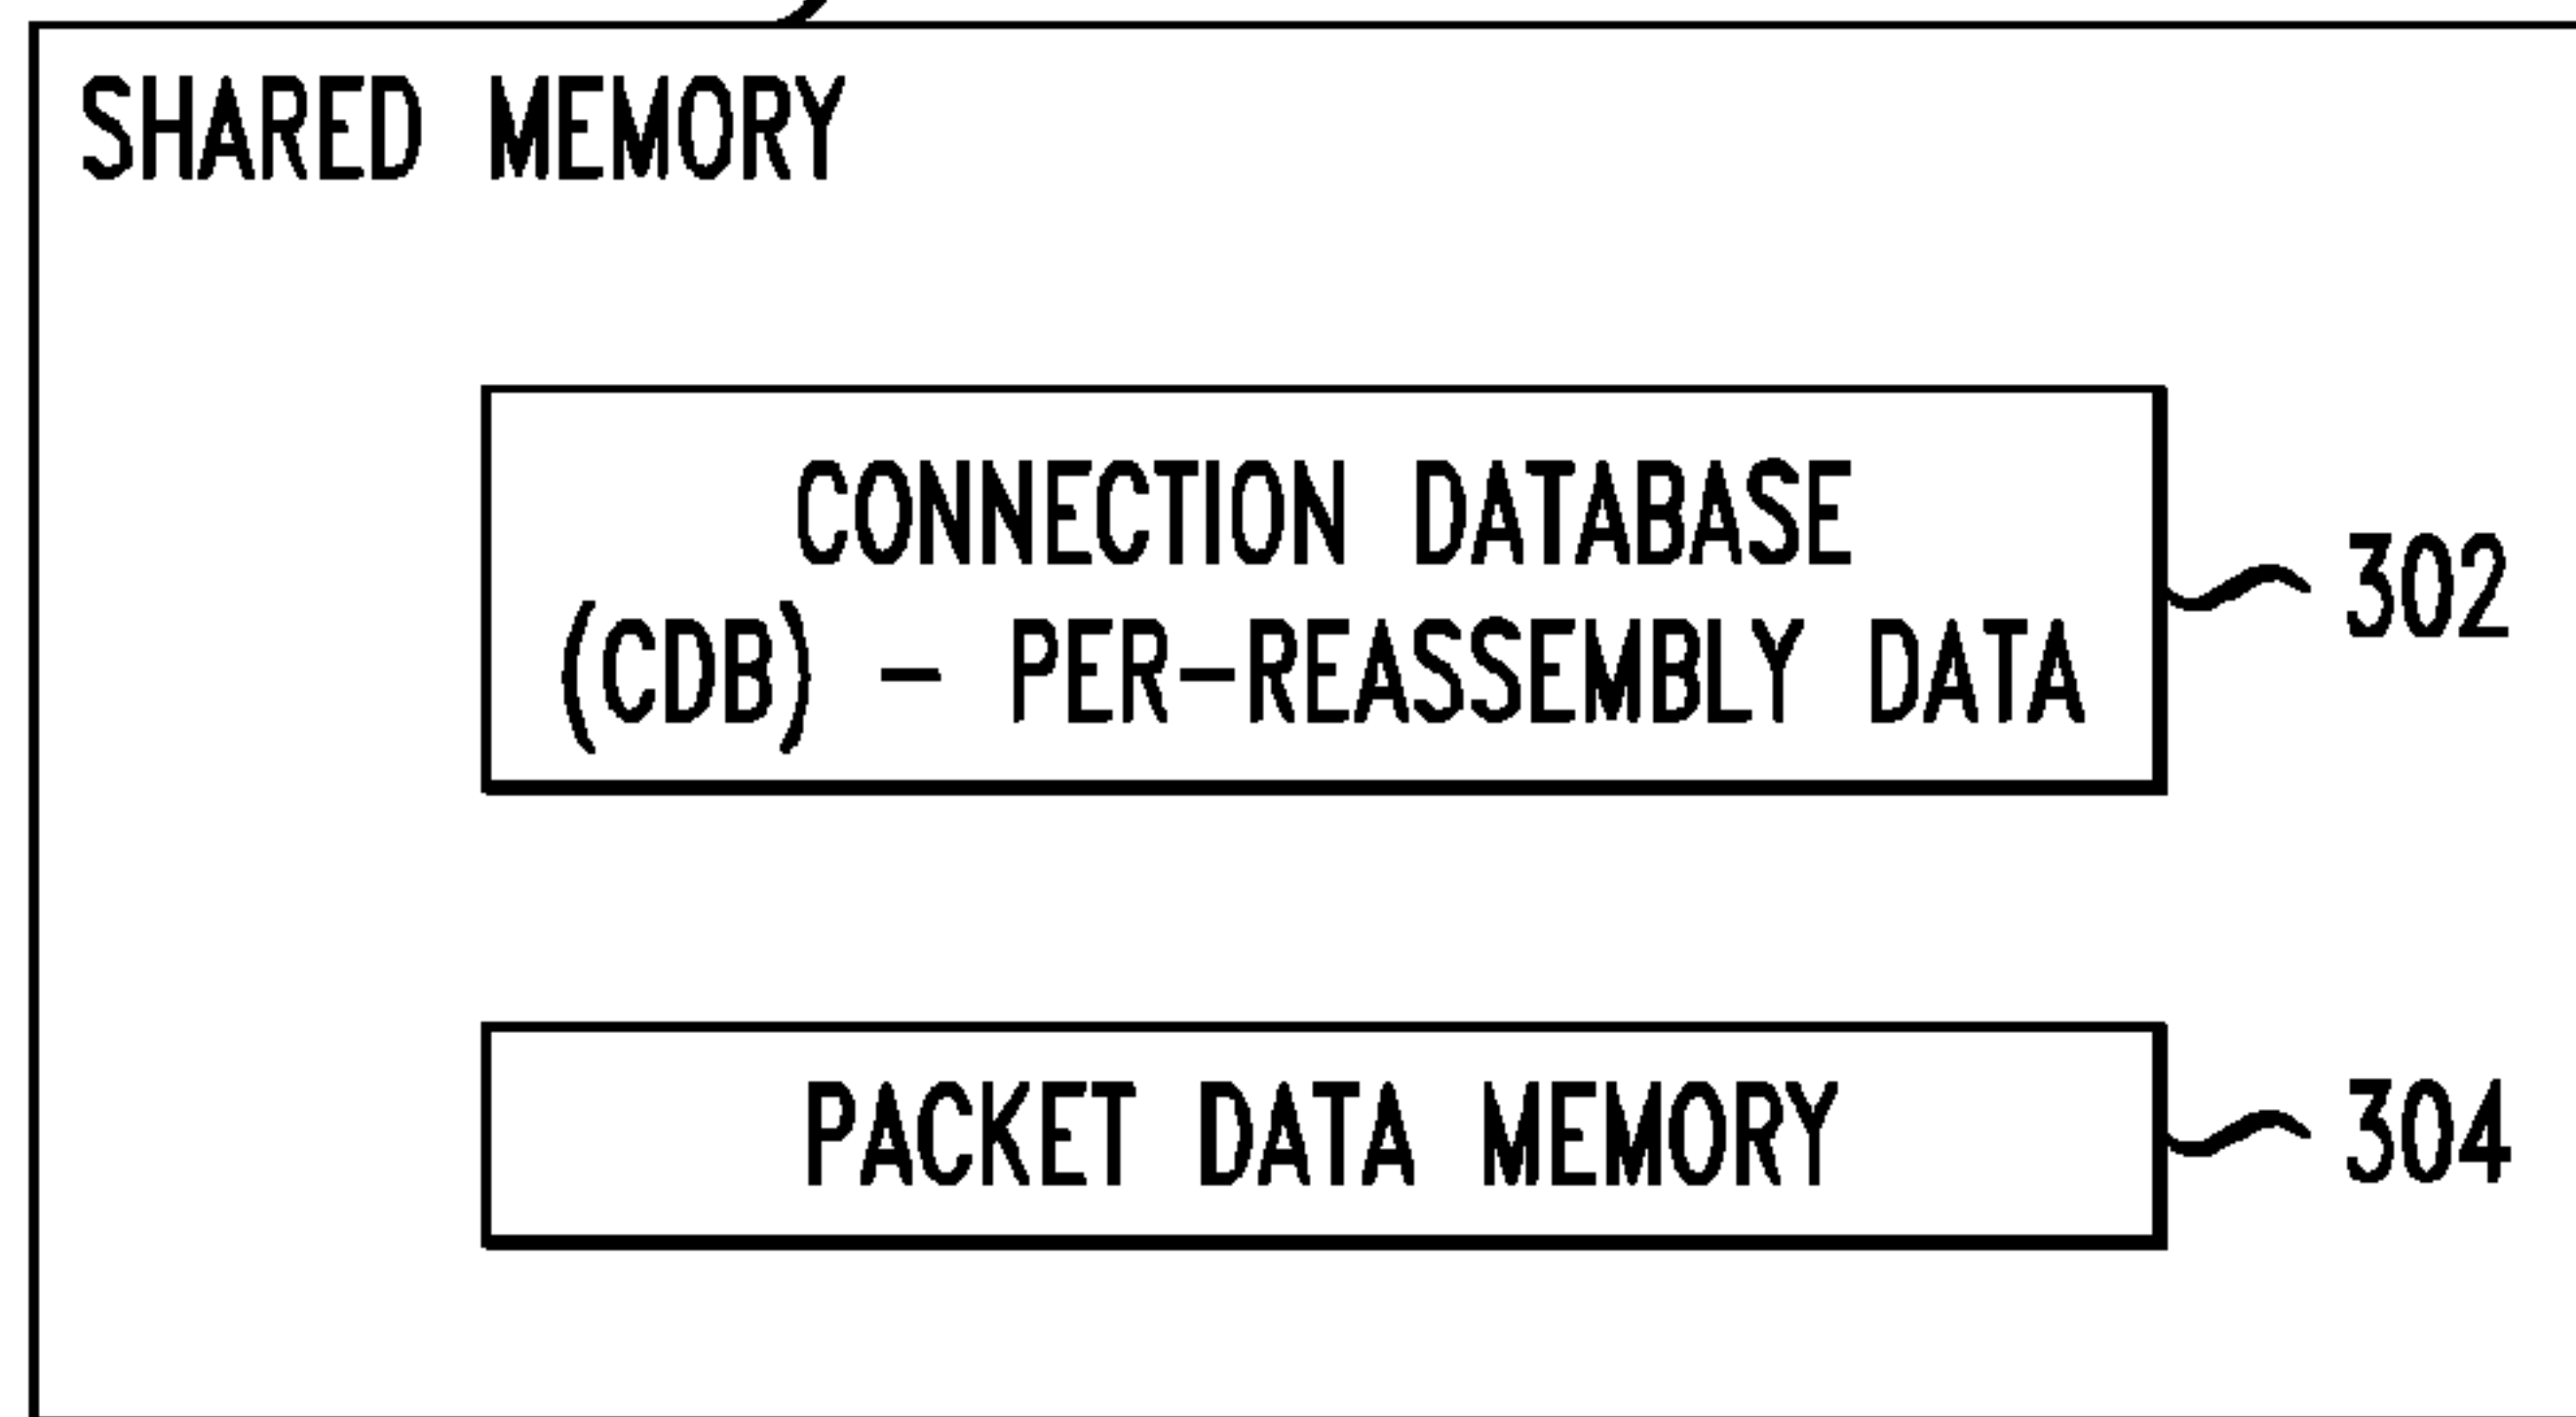 SHARED MEMORY
CONNECTION DATABASE
(CDB) - PER-REASSEMBLY DATA
302
PACKET DATA MEMORY
304